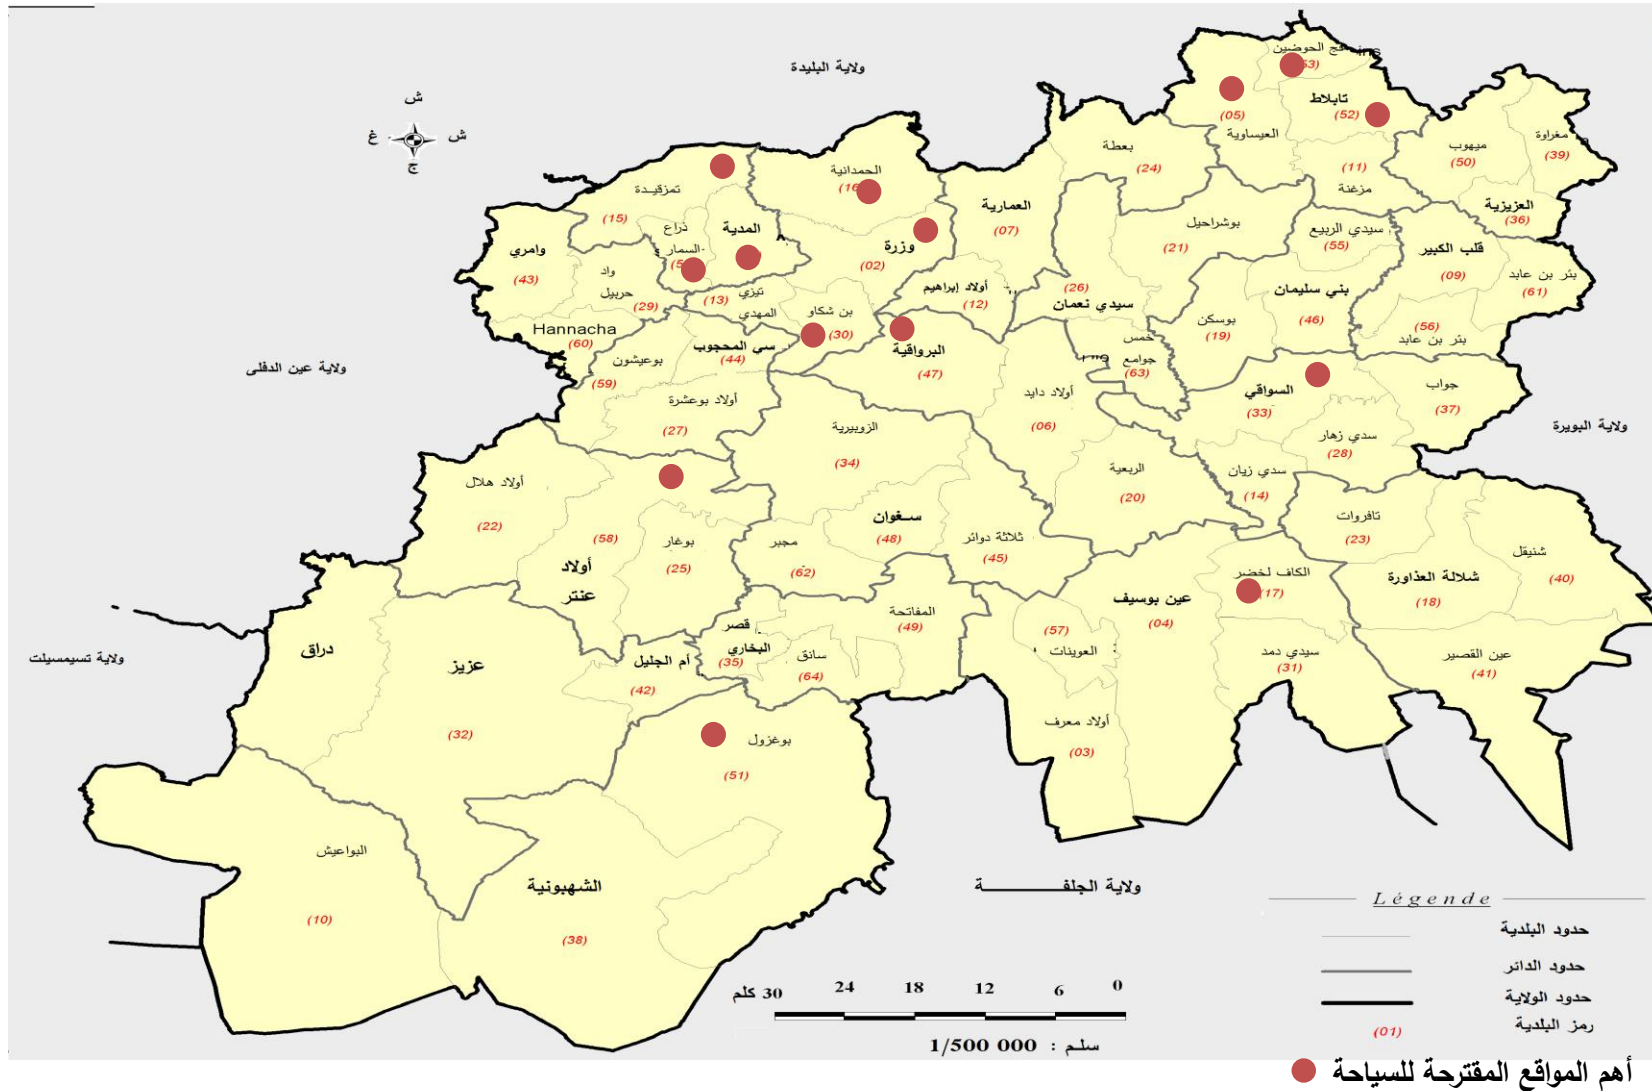 فج الحوضين
(53)
ولاية البليدة
تابلاط
(52)
(05)
العيساوية
ش
غ
ش
ج
بعطة
(24)
(11)
مزغنة
ميهوب
(50)
مغراوة
(39)
العزيزية
(36)
تمزقيدة
(15)
الحمدانية
ذراع
السمار
المدية
وزرة
(02)
العمارية
(07)
بوشراحيل
(21)
سيدي الربيع
(55)
قلب الكبير
(09)
بئر بن عابد
(61)
وامري
(43)
واد
حربيل
(29)
تيزي
(13)
المهدي
بن شكاو
(30)
أولاد إبراهيم
(12)
(26)
سيدي نعمان
بني سليمان
(46)
بوسكن
(19)
(56)
بئر بن عابد
Hannacha
(60)
سي المحجوب
(44)
بوعيشون
(59)
البرواقية
(47)
خمس
جوامع
(63)
السواقي
(33)
جواب
(37)
ولاية عين الدفلى
أولاد بوعشرة
(27)
أولاد دايد
(06)
سدي زهار
(28)
ولاية البويرة
الزوبيرية
(34)
الربعية
(20)
سدي زيان
(14)
أولاد هلال
(22)
سغوان
(48)
تافروات
(23)
(58)
أولاد
عنتر
بوغار
(25)
مجبر
(62)
ثلاثة دوائر
(45)
شنيقل
(40)
شلالة العذاورة
(18)
الكاف لخضر
(17)
عين بوسيف
(04)
المفاتحة
(49)
قصر
البخاري
(35)
سانق
(64)
(57)
العوينات
دراق
ولاية تسيمسيلت
عزيز
(32)
أم الجليل
(42)
سيدي دمد
(31)
عين القصير
(41)
بوغزول
(51)
أولاد معرف
(03)
البواعيش
(10)
الشهبونية
(38)
ولاية الجلفــــــــة
Légende
حدود البلدية
حدود الدائر
حدود الولاية
رمز البلدية
(01)
30 كلم 24 18 12 6 0
سلم : 1/500 000
أهم المواقع المقترحة للسياحة